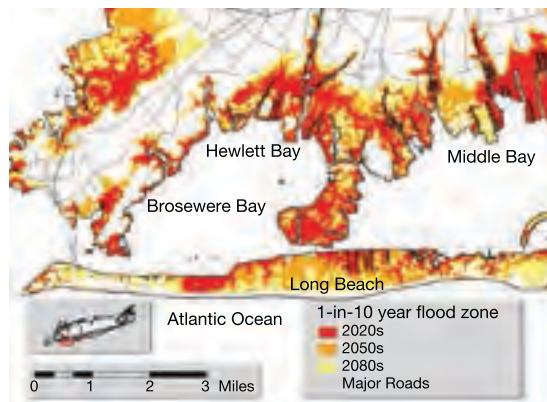 Hewlett Bay
Middle Bay
Brosewere Bay
Long Beach
Atlantic Ocean
1-in-10 year flood zone
2020s
2050s
2080s
Major Roads
0 1 2 3 Miles